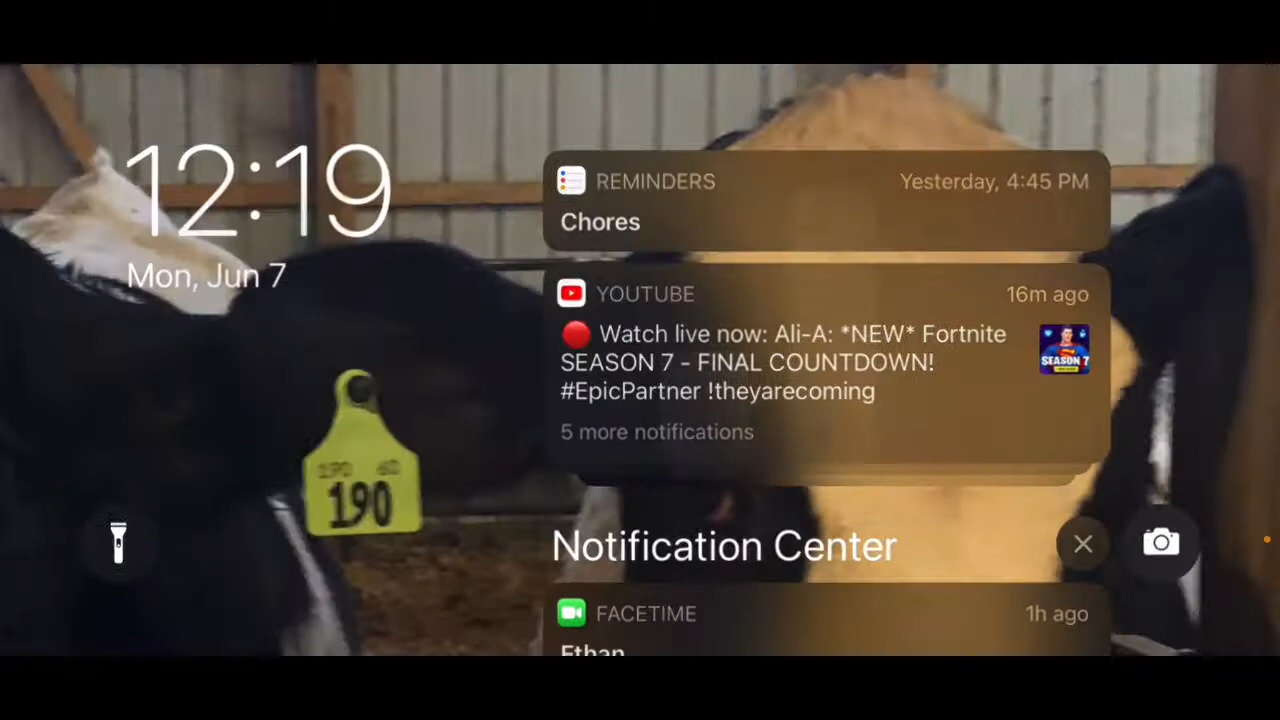 12:19
Mon, Jun 7
190 60
190
REMINDERS Yesterday, 4:45 PM
Chores
YOUTUBE 16m ago
🔴 Watch live now: Ali-A: *NEW* Fortnite
SEASON 7 - FINAL COUNTDOWN!
#EpicPartner !theyarecoming
SEASON 7
5 more notifications
Notification Center
FACETIME 1h ago
Ethan